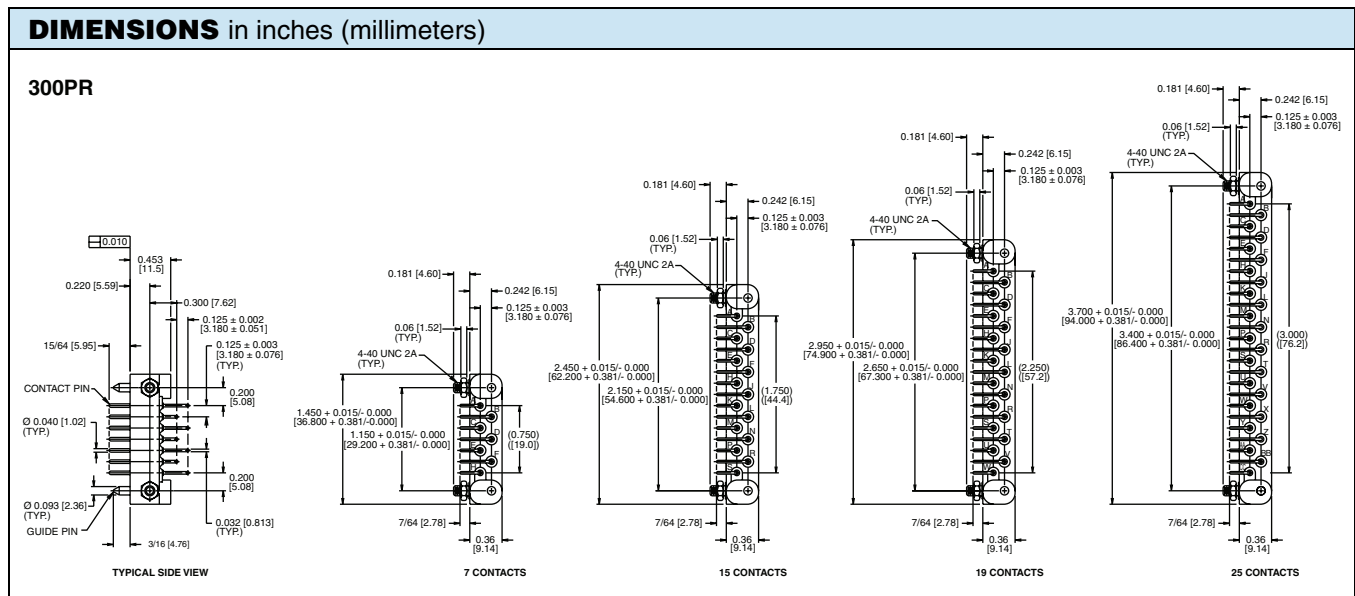 DIMENSIONS in inches (millimeters)
300PR
0.010
0.453
[11.5]
0.220 [5.59]
0.300 [7.62]
0.125 ± 0.002
[3.180 ± 0.051]
15/64 [5.95]
0.125 ± 0.003
[3.180 ± 0.076]
(TYP.)
CONTACT PIN
0.200
[5.08]
Ø 0.040 [1.02]
(TYP.)
0.200
[5.08]
Ø 0.093 [2.36]
(TYP.)
GUIDE PIN
0.032 [0.813]
(TYP.)
3/16 [4.76]
TYPICAL SIDE VIEW
0.181 [4.60]
0.242 [6.15]
0.125 ± 0.003
[3.180 ± 0.076]
0.06 [1.52]
(TYP.)
4-40 UNC 2A
(TYP.)
1.450 + 0.015/- 0.000
[36.800 + 0.381/-0.000]
1.150 + 0.015/- 0.000
[29.200 + 0.381/- 0.000]
A
B
C
D
E
F
H
(0.750)
([19.0])
7/64 [2.78]
0.36
[9.14]
7 CONTACTS
0.181 [4.60]
0.242 [6.15]
0.125 ± 0.003
[3.180 ± 0.076]
0.06 [1.52]
(TYP.)
4-40 UNC 2A
(TYP.)
2.450 + 0.015/- 0.000
[62.200 + 0.381/- 0.000]
2.150 + 0.015/- 0.000
[54.600 + 0.381/- 0.000]
A
B
C
D
E
F
H
J
K
L
M
N
P
R
S
(1.750)
([44.4])
7/64 [2.78]
0.36
[9.14]
15 CONTACTS
0.181 [4.60]
0.242 [6.15]
0.125 ± 0.003
[3.180 ± 0.076]
0.06 [1.52]
(TYP.)
4-40 UNC 2A
(TYP.)
2.950 + 0.015/- 0.000
[74.900 + 0.381/- 0.000]
2.650 + 0.015/- 0.000
[67.300 + 0.381/- 0.000]
A
B
C
D
E
F
H
J
K
L
M
N
P
R
S
T
U
V
W
(2.250)
([57.2])
7/64 [2.78]
0.36
[9.14]
19 CONTACTS
0.181 [4.60]
0.242 [6.15]
0.125 ± 0.003
[3.180 ± 0.076]
0.06 [1.52]
(TYP.)
4-40 UNC 2A
(TYP.)
3.700 + 0.015/- 0.000
[94.000 + 0.381/- 0.000]
3.400 + 0.015/- 0.000
[86.400 + 0.381/- 0.000]
A
B
C
D
E
F
H
J
K
L
M
N
P
R
S
T
U
V
W
X
Y
Z
BB
(3.000)
([76.2])
7/64 [2.78]
0.36
[9.14]
25 CONTACTS